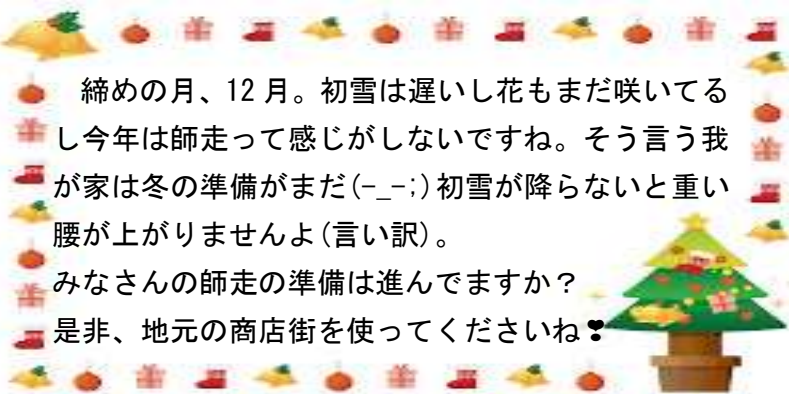 締めの月、12月。初雪は遅いし花もまだ咲いてる
し今年は師走って感じがしないですね。そう言う我
が家は冬の準備がまだ(-_-;)初雪が降らないと重い
腰が上がりませんよ(言い訳)。
みなさんの師走の準備は進んでますか？
是非、地元の商店街を使ってくださいね❣